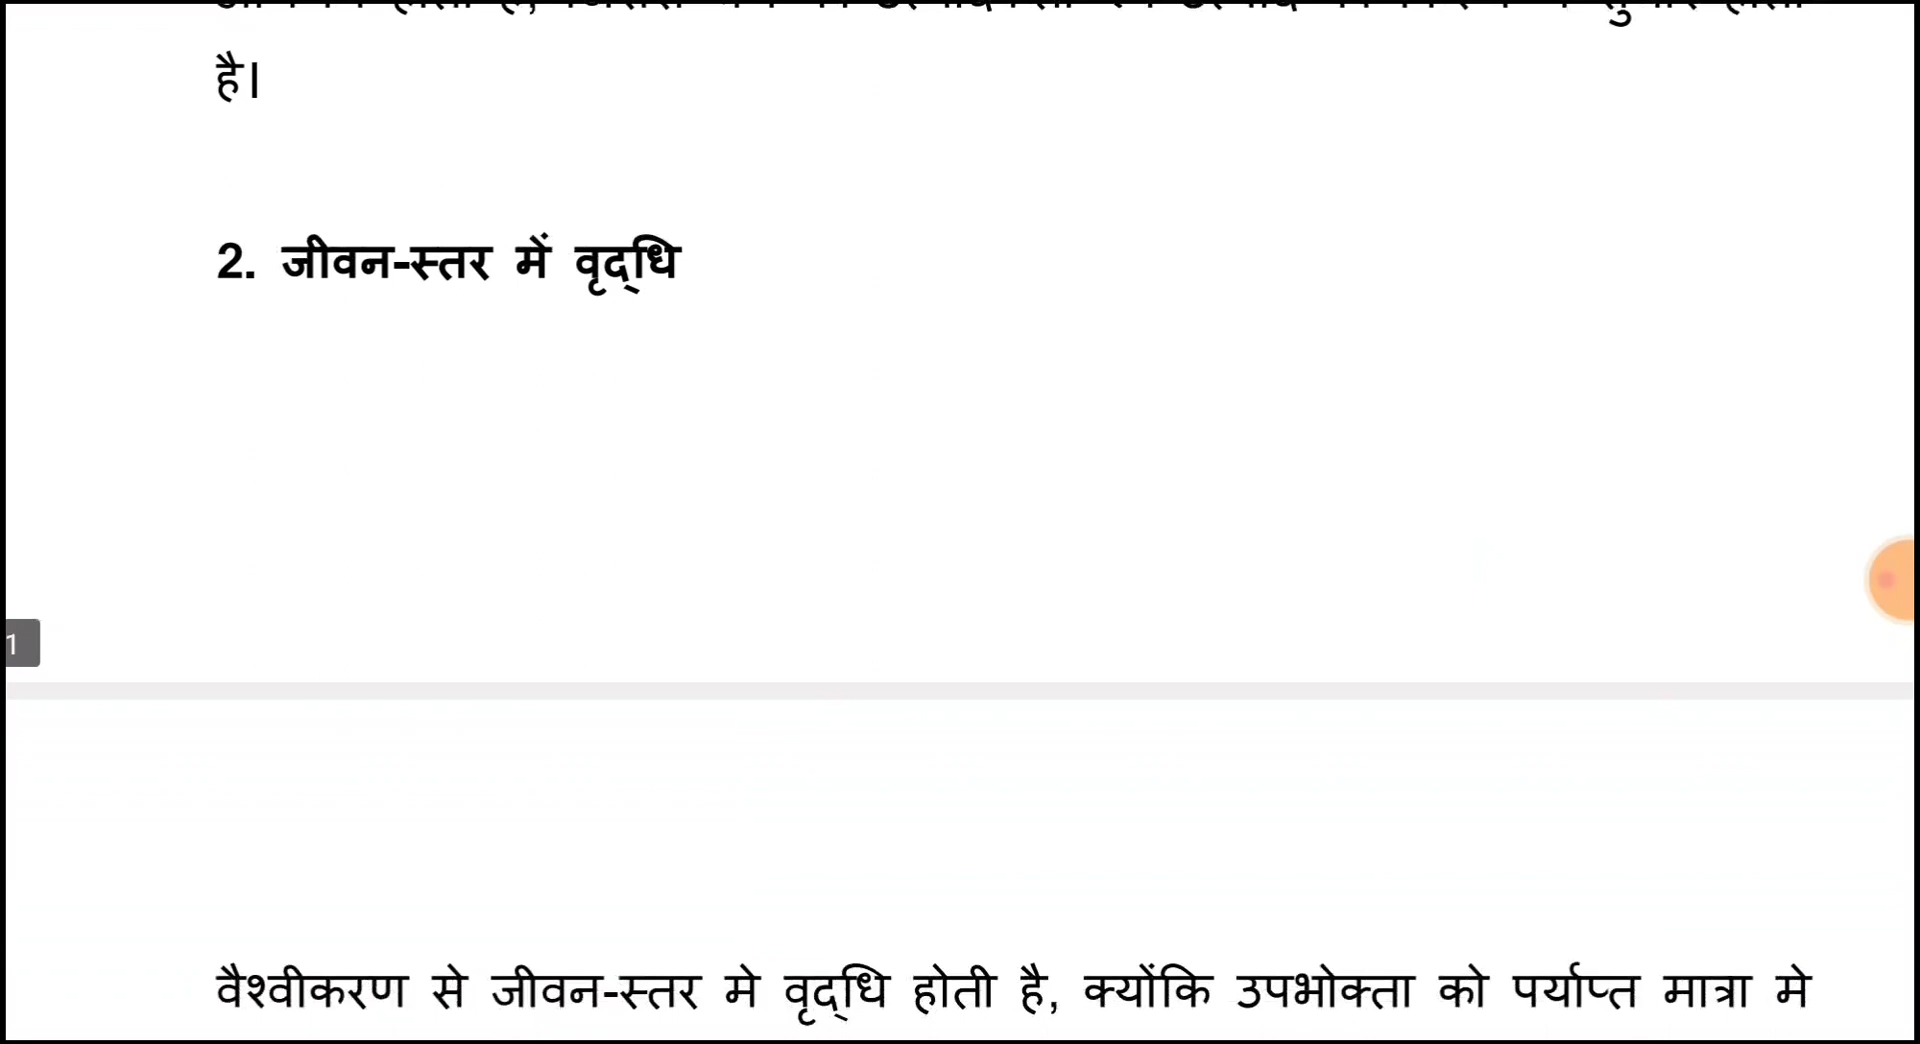 है।
2. जीवन-स्तर में वृद्‌धि
1
वैश्वीकरण से जीवन-स्तर मे वृद्‌धि होती है, क्योंकि उपभोक्ता को पर्याप्त मात्रा मे